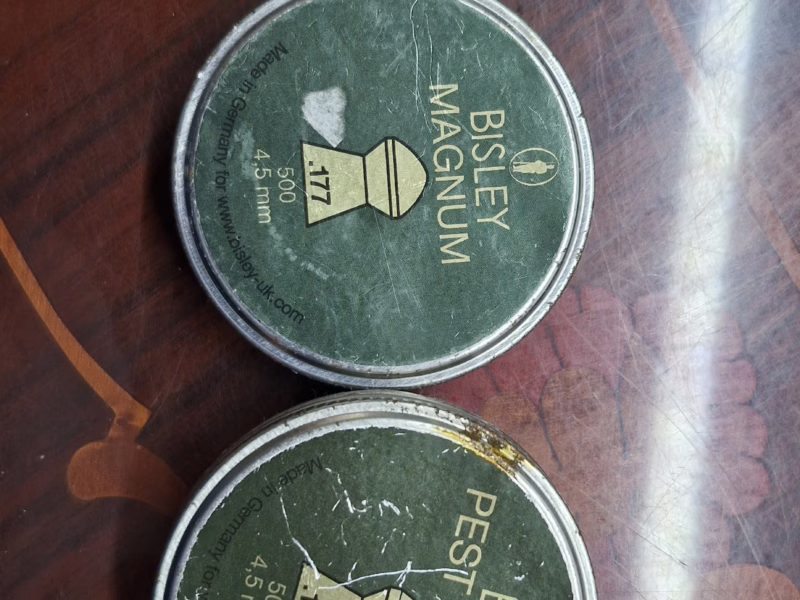 BISLEY
MAGNUM
.177
500
4,5 mm
Made in Germany for www.bisley-uk.com
PEST
4,5
Made in Germany for